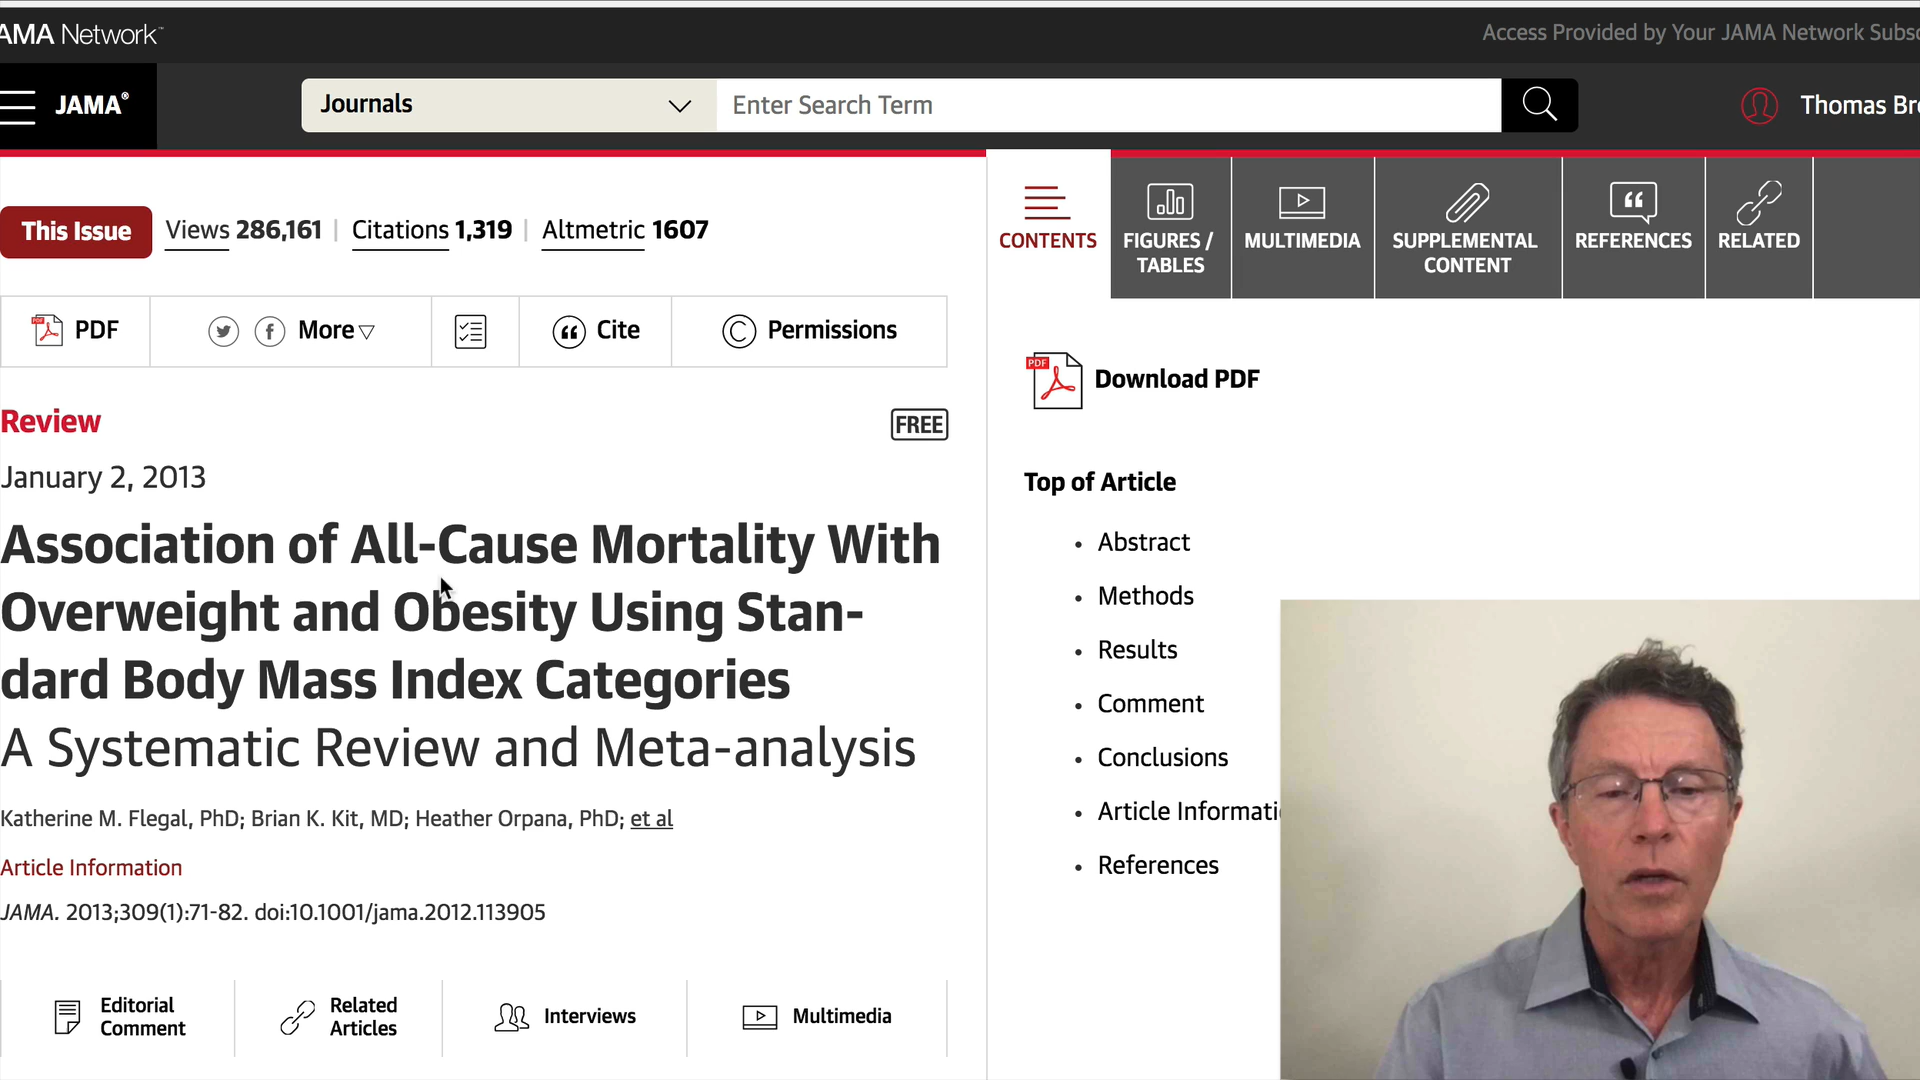 AMA Network™
Access Provided by Your JAMA Network
JAMA®
Journals
Enter Search Term
Thomas
This Issue
Views 286,161
Citations 1,319
Altmetric 1607
CONTENTS
FIGURES /
TABLES
MULTIMEDIA
SUPPLEMENTAL
CONTENT
REFERENCES
RELATED
PDF
PDF
More
Cite
Permissions
PDF
Download PDF
Review
FREE
January 2, 2013
Association of All-Cause Mortality With
Overweight and Obesity Using Stan-
dard Body Mass Index Categories
A Systematic Review and Meta-analysis
Katherine M. Flegal, PhD; Brian K. Kit, MD; Heather Orpana, PhD; et al
Article Information
JAMA. 2013;309(1):71-82. doi:10.1001/jama.2012.113905
Editorial
Comment
Related
Articles
Interviews
Multimedia
Top of Article
• Abstract
• Methods
• Results
• Comment
• Conclusions
• Article Informati
• References